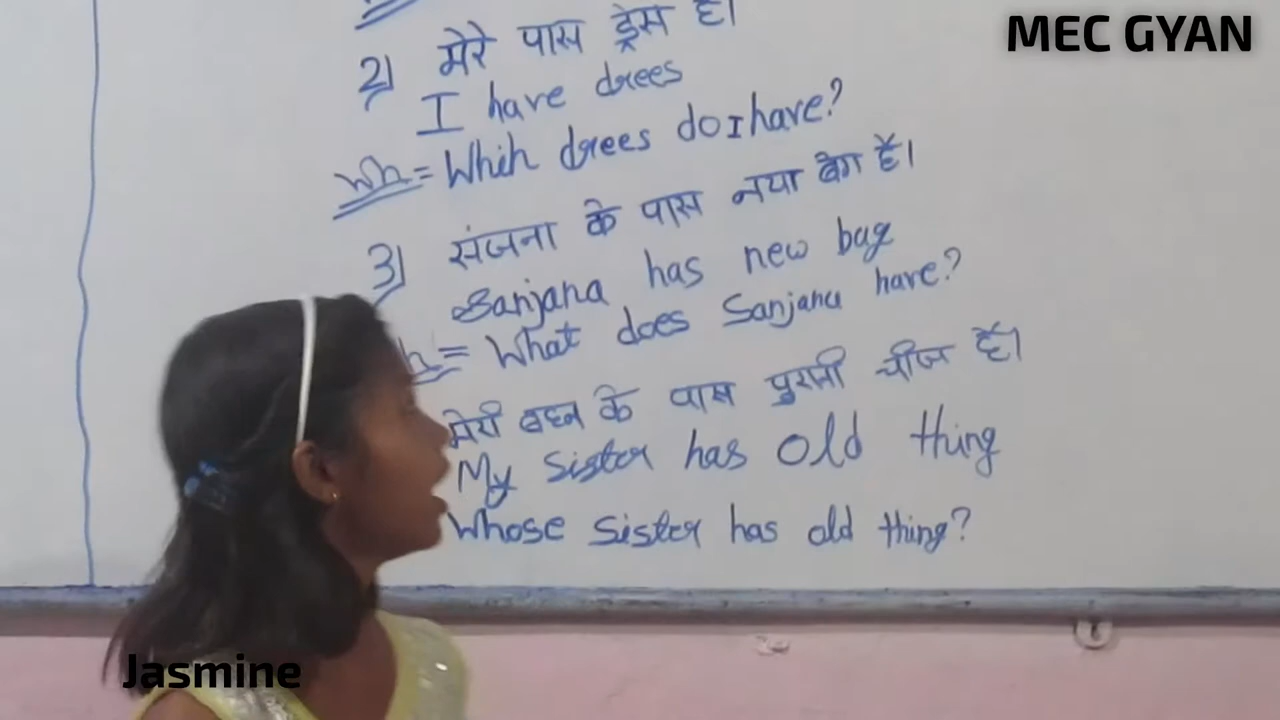 MEC GYAN
2) मेरे पास ड्रेस है।
I have drees
Wh = Whih drees do I have?
3) संजना के पास नया बेग हैं।
Sanjana has new bag
h = What does Sanjana have?
मेरी बहन के पास पुरानी चीज हैं।
My Sister has Old thing
Whose Sister has old thing?
Jasmine